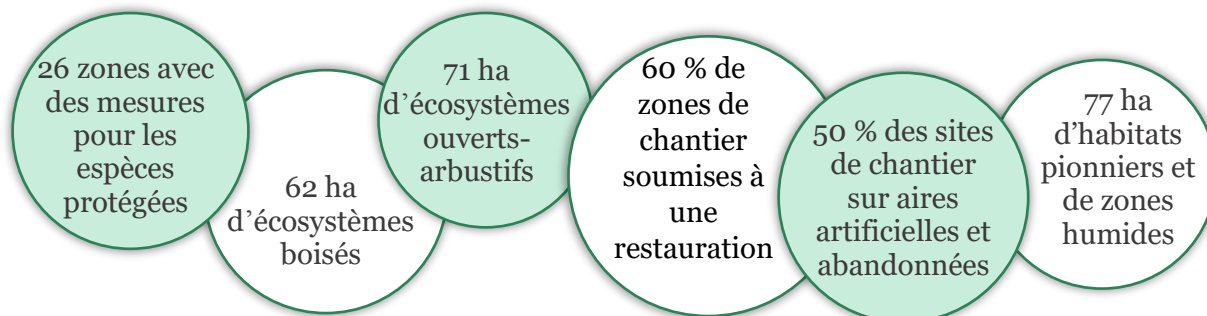 26 zones avec
des mesures
pour les
espèces
protégées
62 ha
d’écosystèmes
boisés
71 ha
d’écosystèmes
ouverts-
arbustifs
60 % de
zones de
chantier
soumises à
une
restauration
50 % des sites
de chantier
sur aires
artificielles et
abandonnées
77 ha
d’habitats
pionniers et
de zones
humides